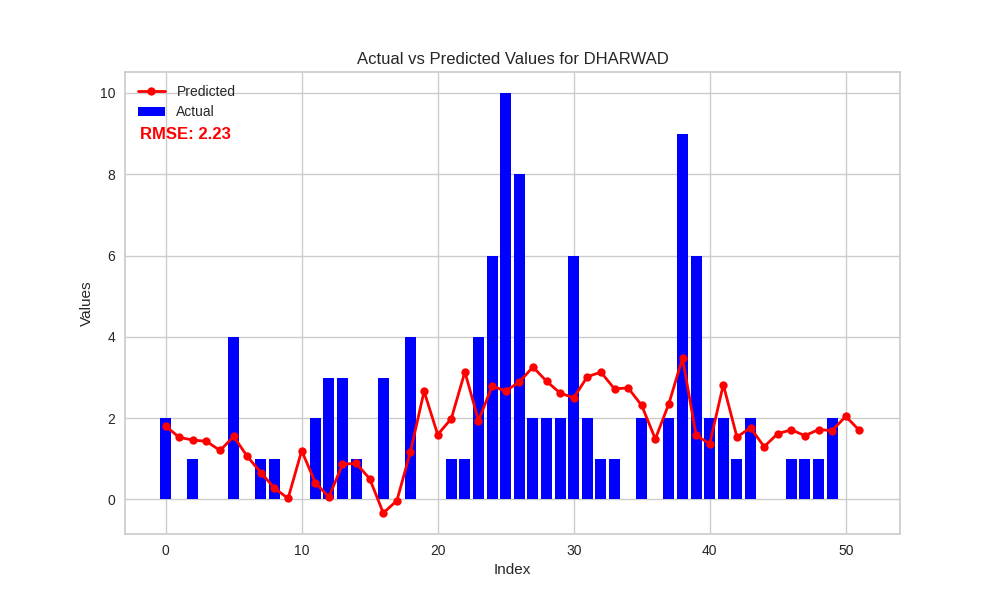 Actual vs Predicted Values for DHARWAD
Predicted
Actual
RMSE: 2.23
10
8
6
4
2
0
Values
0 10 20 30 40 50
Index